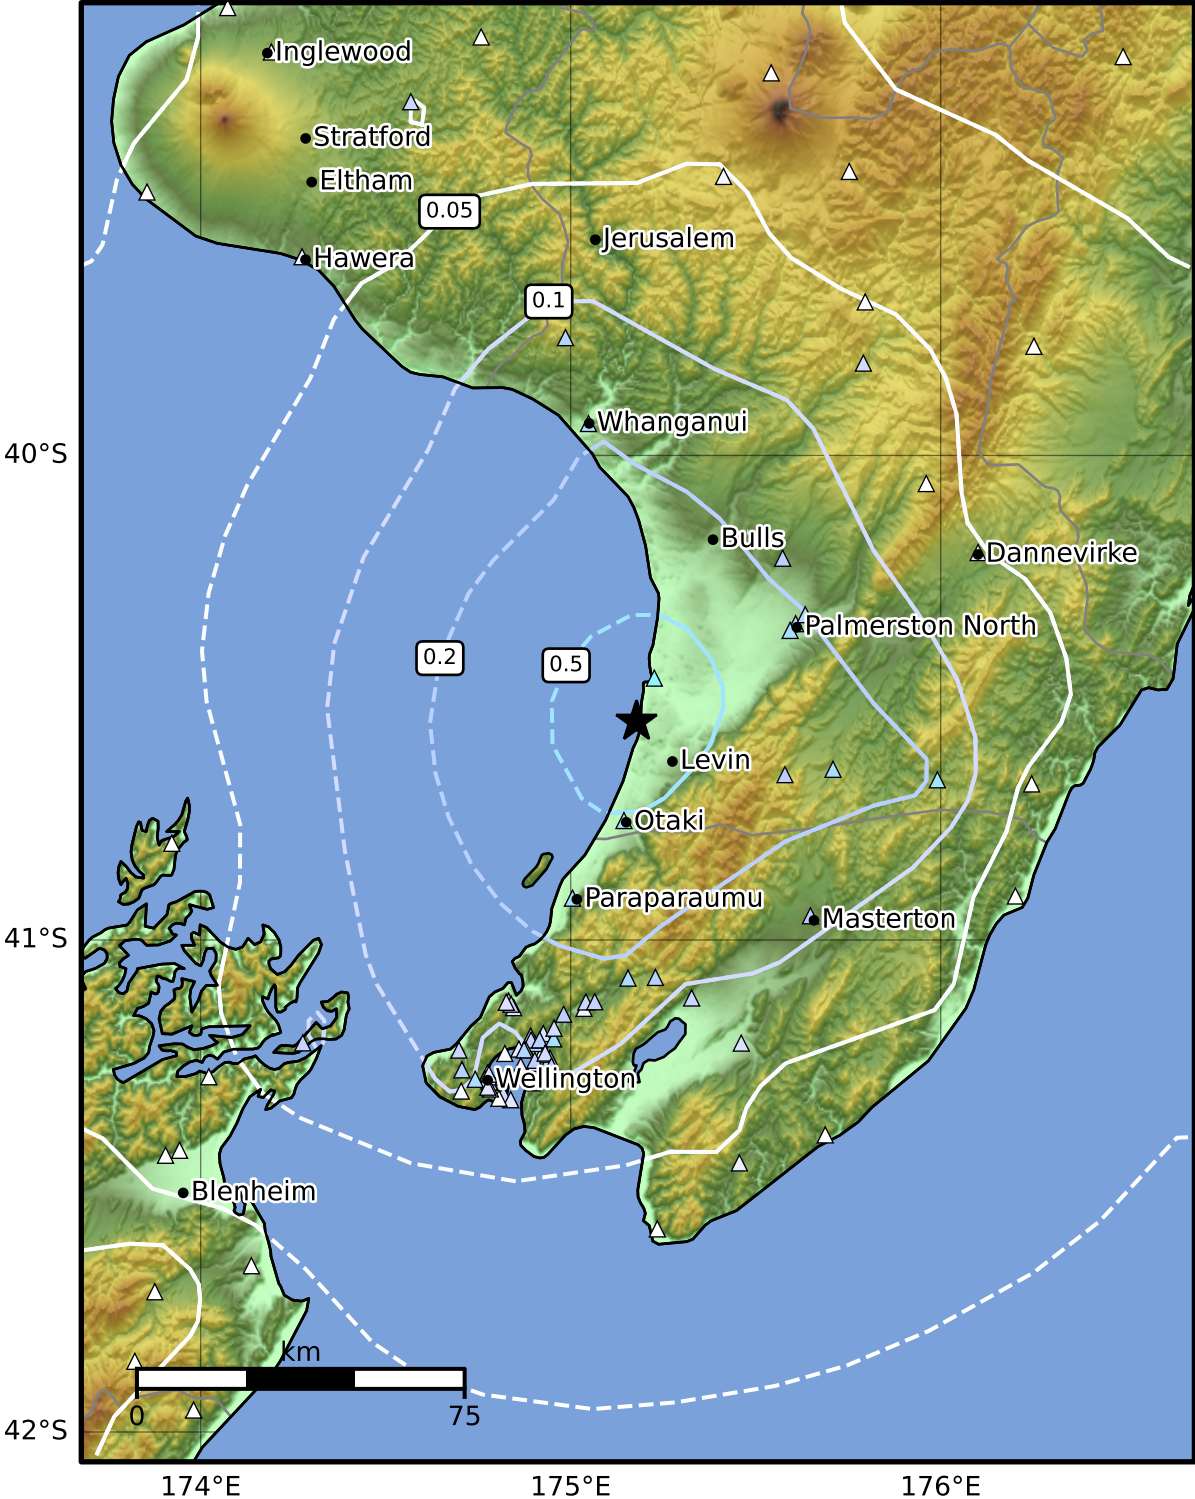 Inglewood
Stratford
Eltham
0.05
Jerusalem
Hawera
0.1
Whanganui
40°S
Bulls
Dannevirke
Palmerston North
0.2
0.5
Levin
Otaki
Paraparaumu
Masterton
41°S
Wellington
Blenheim
km
0
75
42°S
174°E
175°E
176°E